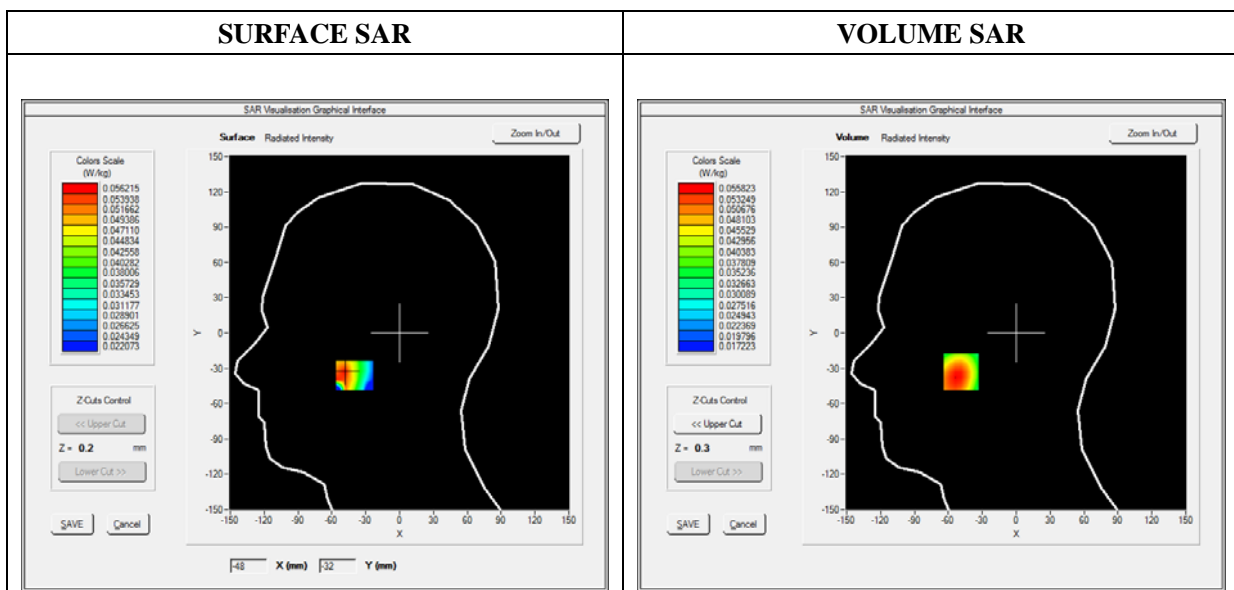 SURFACE SAR
VOLUME SAR
SAR Visualisation Graphical Interface
Surface Radiated Intensity
Zoom In/Out
Colors Scale
(W/kg)
0.056215
0.053938
0.051662
0.049386
0.047110
0.044834
0.042558
0.040282
0.038006
0.035729
0.033453
0.031177
0.028901
0.026625
0.024349
0.022073
150
120
90
60
30
0
-30
-60
-90
-120
-150
Y
-150 -120 -90 -60 -30 0 30 60 90 120 150
X
Z-Cuts Control
<< Upper Cut
Z = 0.2 mm
Lower Cut >>
SAVE Cancel
-48 X (mm) -32 Y (mm)
SAR Visualisation Graphical Interface
Volume Radiated Intensity
Zoom In/Out
Colors Scale
(W/kg)
0.055823
0.053249
0.050676
0.048103
0.045529
0.042956
0.040383
0.037809
0.035236
0.032663
0.030089
0.027516
0.024943
0.022369
0.019796
0.017223
150
120
90
60
30
0
-30
-60
-90
-120
-150
Y
-150 -120 -90 -60 -30 0 30 60 90 120 150
X
Z-Cuts Control
<< Upper Cut
Z = 0.3 mm
Lower Cut >>
SAVE Cancel